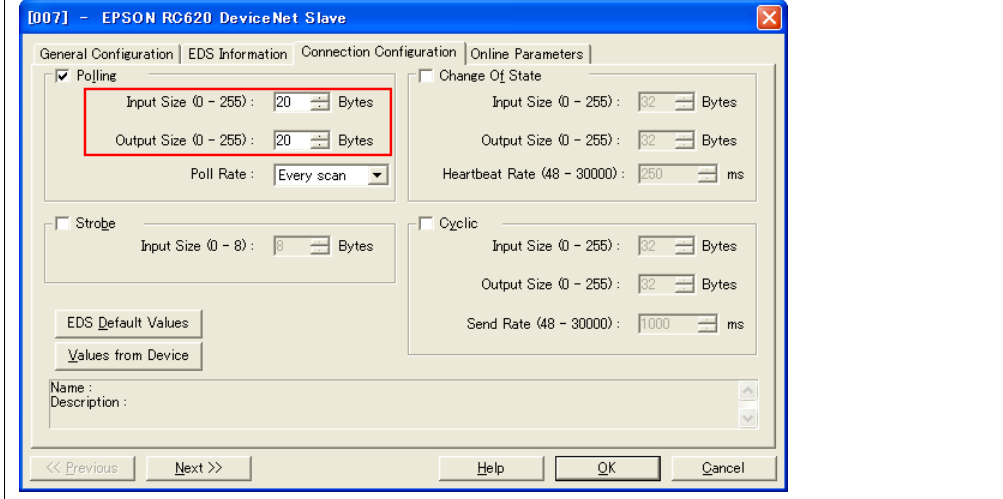 [007] - EPSON RC620 DeviceNet Slave
General Configuration
EDS Information
Connection Configuration
Online Parameters
Polling
Input Size (0 - 255) : 20 Bytes
Output Size (0 - 255) : 20 Bytes
Poll Rate : Every scan
Change Of State
Input Size (0 - 255) : 32 Bytes
Output Size (0 - 255) : 32 Bytes
Heartbeat Rate (48 - 30000) : 250 ms
Strobe
Input Size (0 - 8) : 8 Bytes
Cyclic
Input Size (0 - 255) : 32 Bytes
Output Size (0 - 255) : 32 Bytes
Send Rate (48 - 30000) : 1000 ms
EDS Default Values
Values from Device
Name :
Description :
<< Previous
Next >>
Help
OK
Cancel